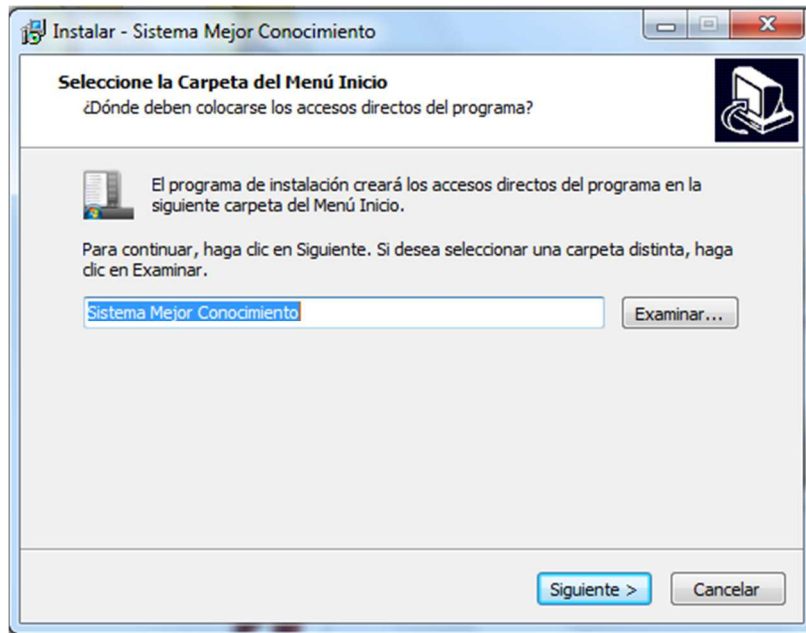 Instalar - Sistema Mejor Conocimiento
Seleccione la Carpeta del Menú Inicio
¿Dónde deben colocarse los accesos directos del programa?
El programa de instalación creará los accesos directos del programa en la
siguiente carpeta del Menú Inicio.
Para continuar, haga clic en Siguiente. Si desea seleccionar una carpeta distinta, haga
clic en Examinar.
Sistema Mejor Conocimiento
Examinar...
Siguiente >
Cancelar